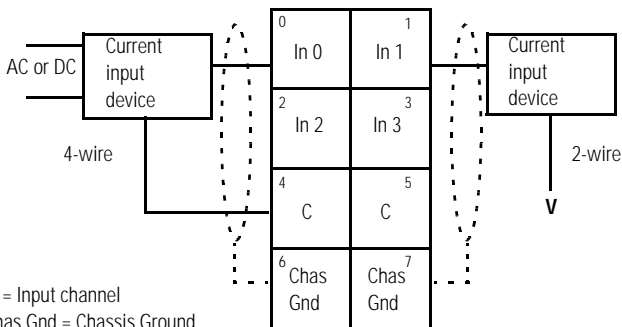 0
1
In 0
In 1
Current
input
device
AC or DC
Current
input
device
2
3
In 2
In 3
4-wire
2-wire
4
5
C
C
V
6
7
Chas
Gnd
Chas
Gnd
= Input channel
Gnd = Chassis Ground